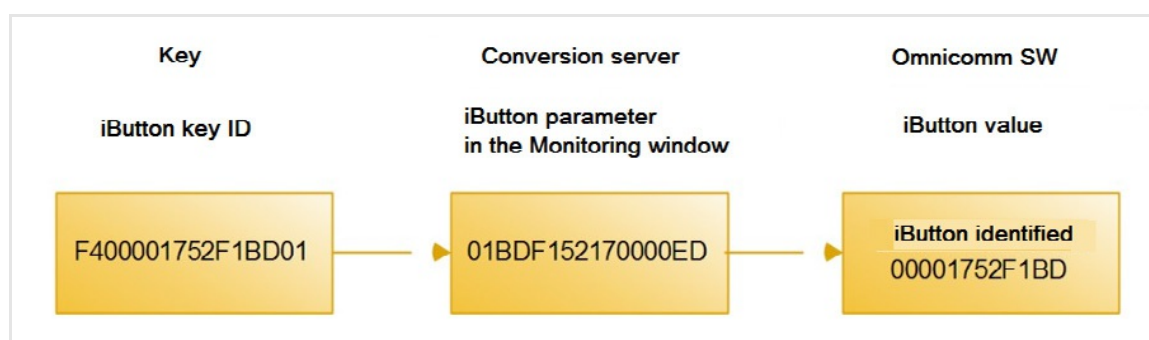 Key
Conversion server
Omnicomm SW
iButton key ID
iButton parameter
in the Monitoring window
iButton value
F400001752F1BD01
01BDF152170000ED
iButton identified
00001752F1BD